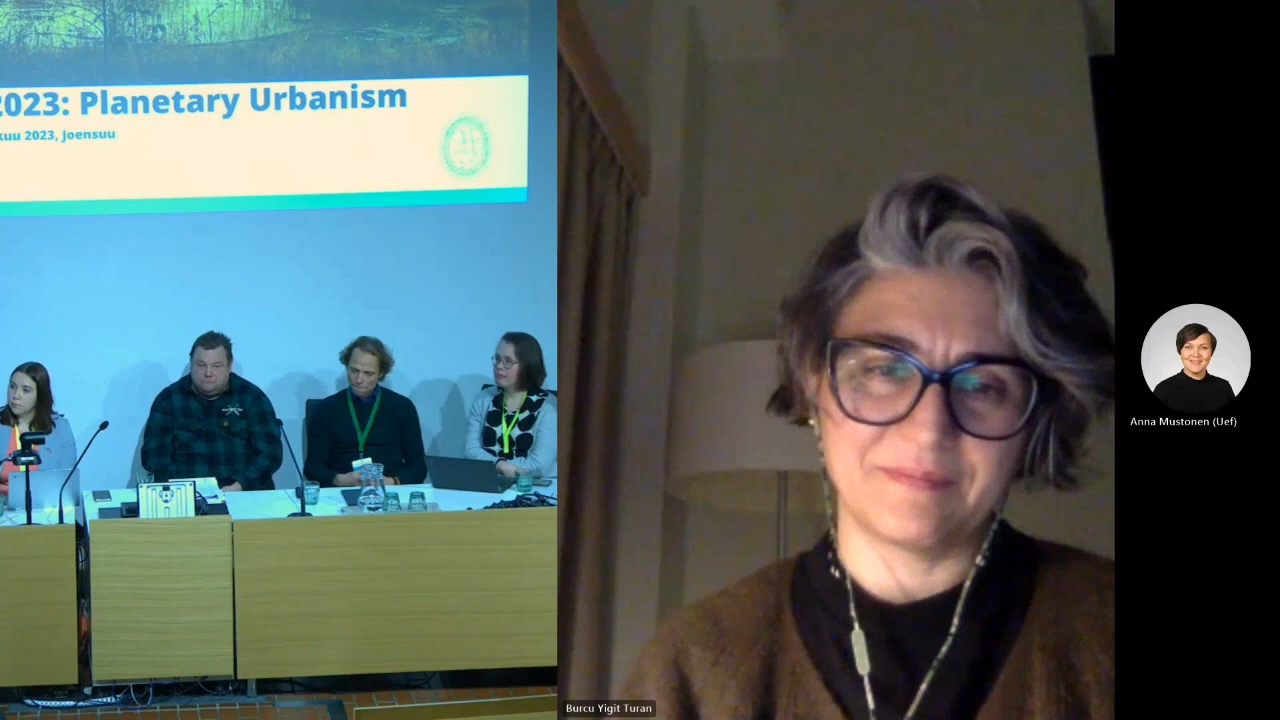 2023: Planetary Urbanism
kuu 2023, Joensuu
Burcu Yigit Turan
Anna Mustonen (Uef)